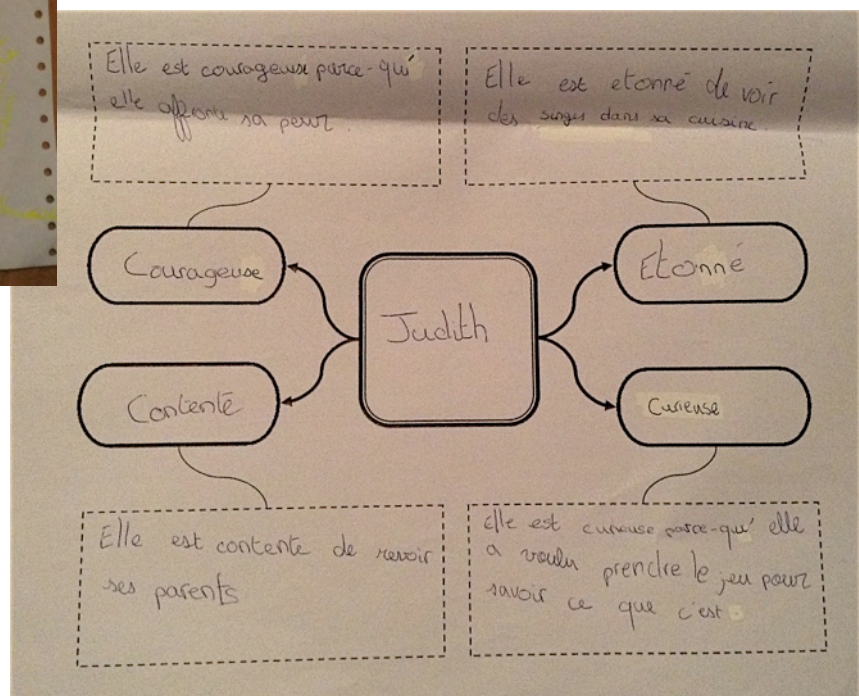 Elle est courageuse parce-qu'
elle affronte sa peur.
Elle est etonné de voir
des singes dans sa cuisine.
Courageuse
Etonné
Judith
Contente
Curieuse
Elle est contente de revoir
ses parents
Elle est curieuse parce-qu' elle
a voulu prendre le jeu pour
savoir ce que c'est.